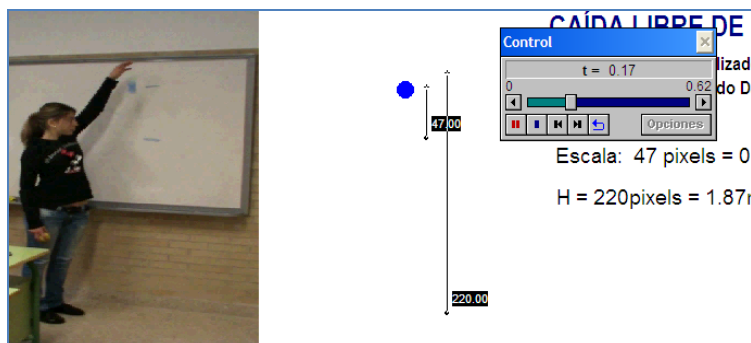 CAÍDA LIBRE DE
Control
lizad
t = 0.17
0 0.62
do D
Opciones
47.00
Escala: 47 pixels = 0
H = 220pixels = 1.87
220.00